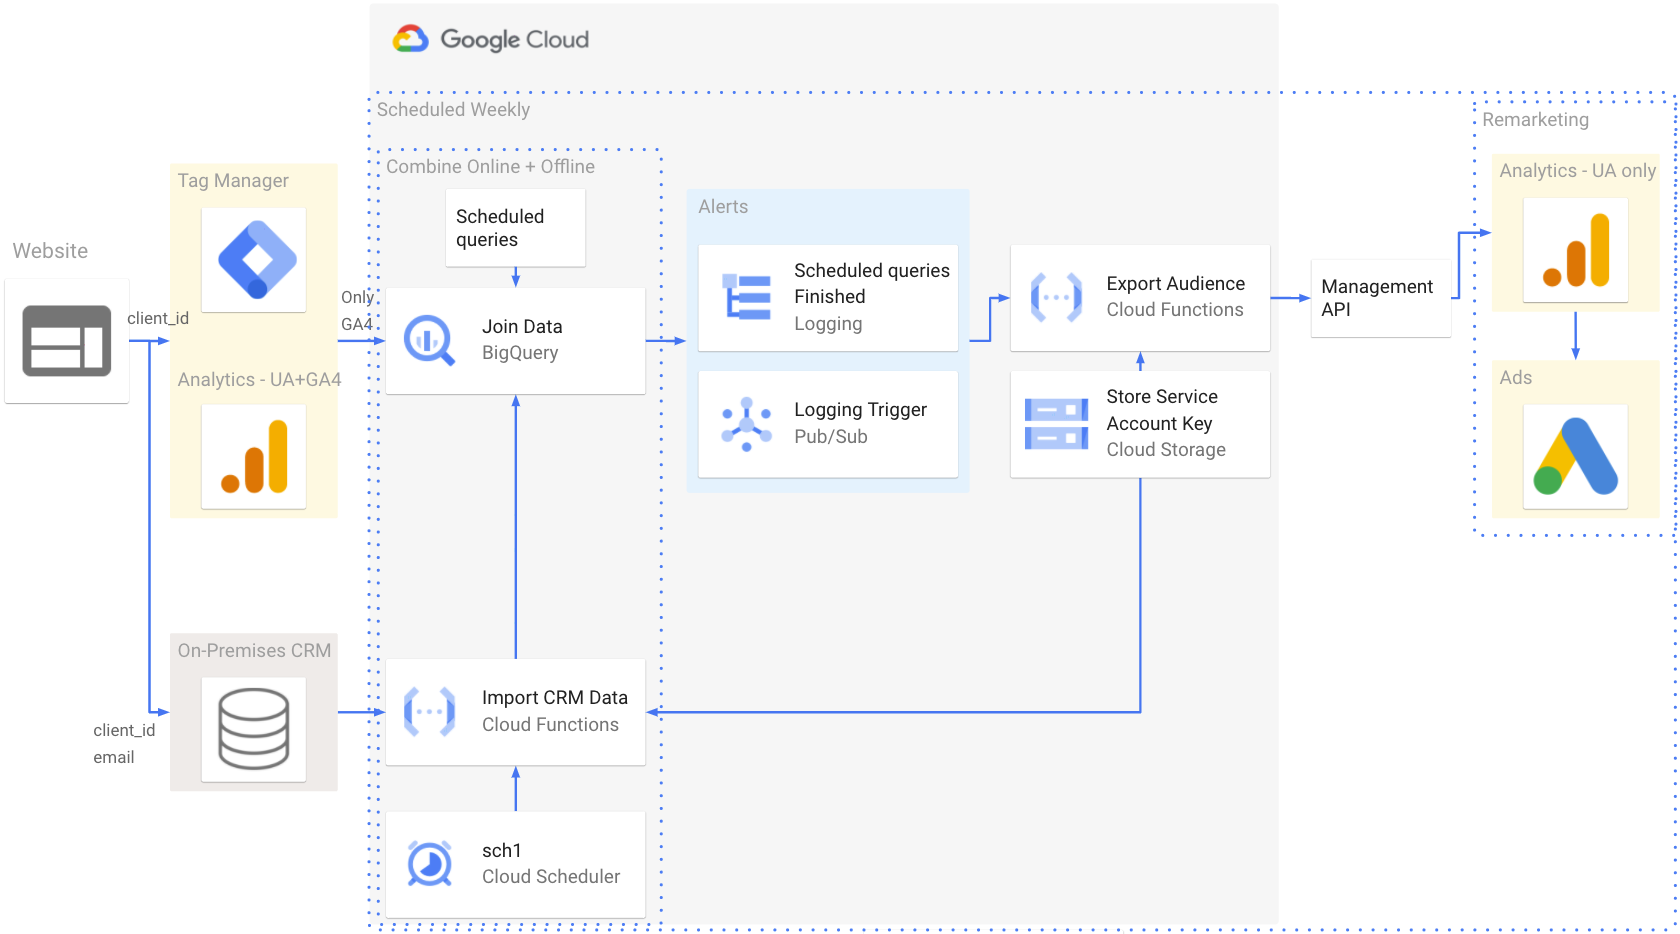 Google Cloud
Scheduled Weekly
Remarketing
Combine Online + Offline
Analytics - UA only
Tag Manager
Scheduled
queries
Alerts
Website
Scheduled queries
Finished
Logging
Export Audience
Cloud Functions
Management
API
client_id
Only
GA4
Join Data
BigQuery
Analytics - UA+GA4
Logging Trigger
Pub/Sub
Store Service
Account Key
Cloud Storage
Ads
On-Premises CRM
client_id
email
Import CRM Data
Cloud Functions
sch1
Cloud Scheduler